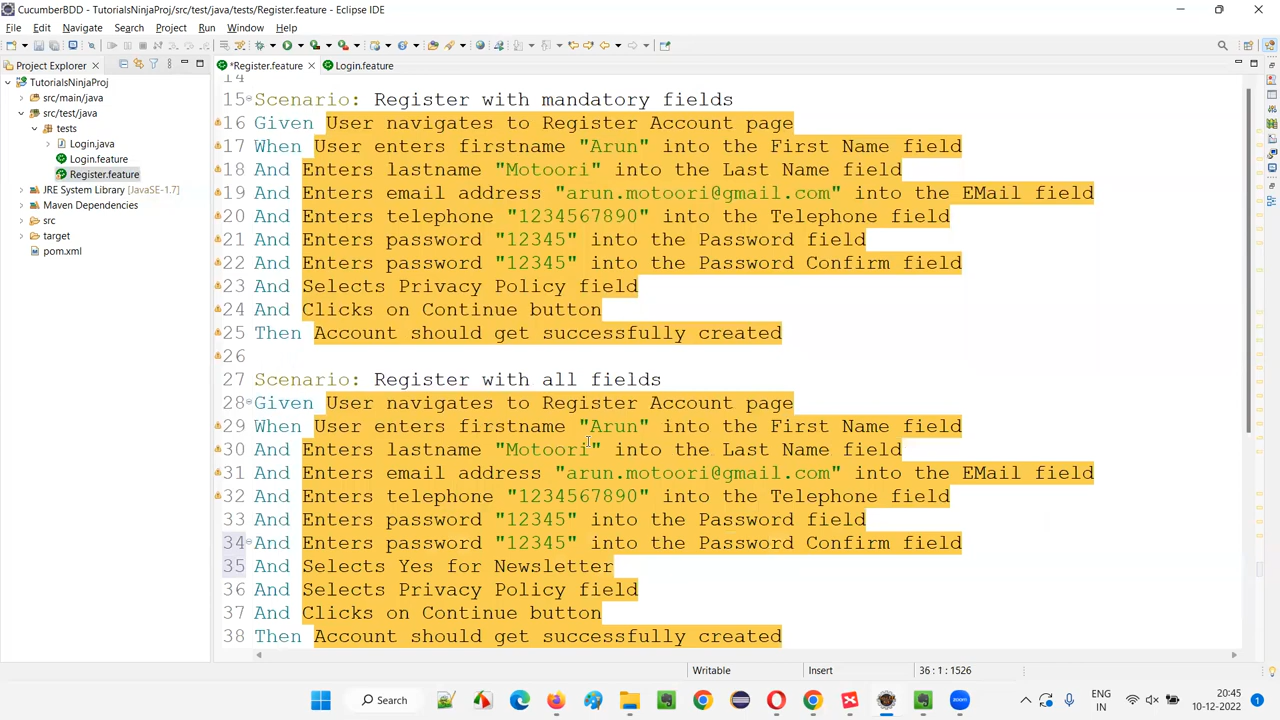 CucumberBDD - TutorialsNinjaProj/src/test/java/tests/Register.feature - Eclipse IDE
File Edit Navigate Search Project Run Window Help
Project Explorer
*Register.feature
Login.feature
TutorialsNinjaProj
src/main/java
src/test/java
tests
Login.java
Login.feature
Register.feature
JRE System Library [JavaSE-1.7]
Maven Dependencies
src
target
pom.xml
14
15 Scenario: Register with mandatory fields
16 Given User navigates to Register Account page
17 When User enters firstname "Arun" into the First Name field
18 And Enters lastname "Motoori" into the Last Name field
19 And Enters email address "arun.motoori@gmail.com" into the EMail field
20 And Enters telephone "1234567890" into the Telephone field
21 And Enters password "12345" into the Password field
22 And Enters password "12345" into the Password Confirm field
23 And Selects Privacy Policy field
24 And Clicks on Continue button
25 Then Account should get successfully created
26
27 Scenario: Register with all fields
28 Given User navigates to Register Account page
29 When User enters firstname "Arun" into the First Name field
30 And Enters lastname "Motoori" into the Last Name field
31 And Enters email address "arun.motoori@gmail.com" into the EMail field
32 And Enters telephone "1234567890" into the Telephone field
33 And Enters password "12345" into the Password field
34 And Enters password "12345" into the Password Confirm field
35 And Selects Yes for Newsletter
36 And Selects Privacy Policy field
37 And Clicks on Continue button
38 Then Account should get successfully created
Writable Insert 36 : 1 : 1526
Search
ENG
IN
20:45
10-12-2022
1